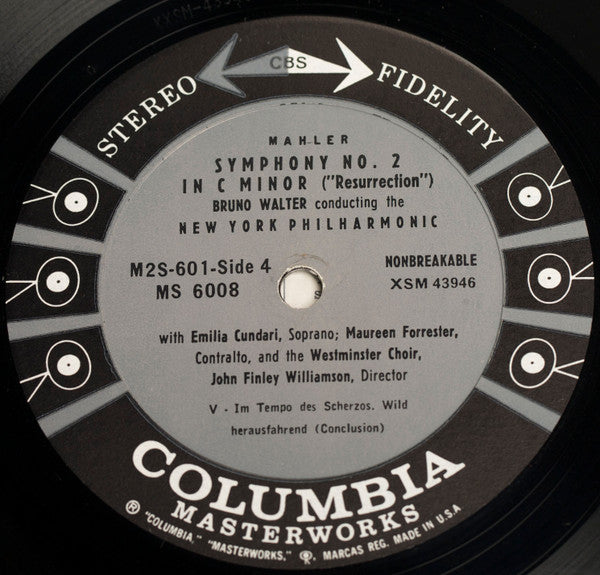 CBS
STEREO FIDELITY
MAHLER
SYMPHONY NO. 2
IN C MINOR ("Resurrection")
BRUNO WALTER conducting the
NEW YORK PHILHARMONIC
M2S-601-Side 4
MS 6008
NONBREAKABLE
XSM 43946
with Emilia Cundari, Soprano; Maureen Forrester,
Contralto, and the Westminster Choir,
John Finley Williamson, Director
V - Im Tempo des Scherzos. Wild
herausfahrend (Conclusion)
COLUMBIA
MASTERWORKS
® "COLUMBIA," "MASTERWORKS," MARCAS REG. MADE IN U.S.A